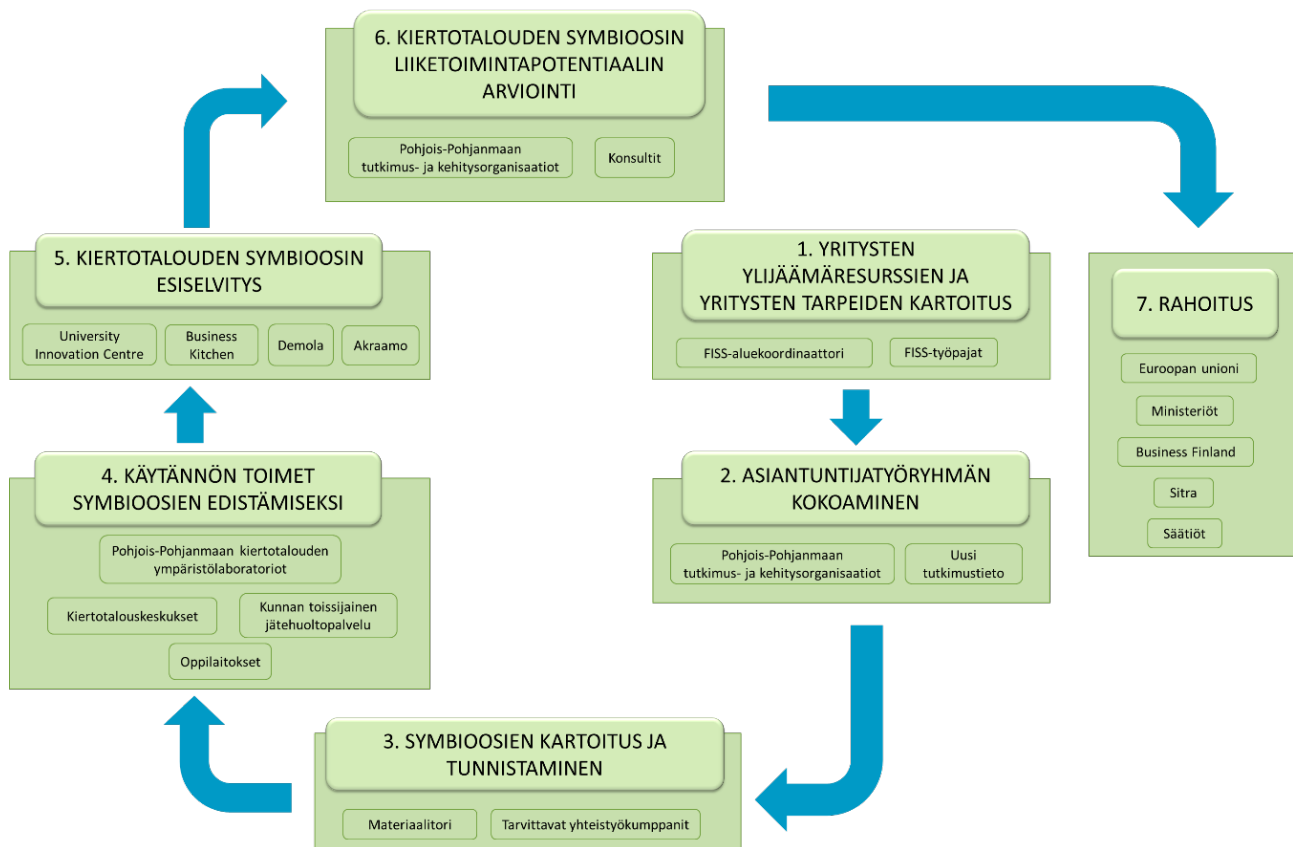 6. KIERTOTALOUDEN SYMBIOOSIN
LIIKETOIMINTAPOTENTIAALIN
ARVIOINTI
Pohjois-Pohjanmaan
tutkimus- ja kehitysorganisaatiot
Konsultit
5. KIERTOTALOUDEN SYMBIOOSIN
ESISELVITYS
University
Innovation Centre
Business
Kitchen
Demola
Akraamo
1. YRITYSTEN
YLIJÄÄMÄRESURSSIEN JA
YRITYSTEN TARPEIDEN KARTOITUS
FISS-aluekoordinaattori
FISS-työpajat
7. RAHOITUS
Euroopan unioni
Ministeriöt
Business Finland
Sitra
Säätiöt
4. KÄYTÄNNÖN TOIMET
SYMBIOOSIEN EDISTÄMISEKSI
Pohjois-Pohjanmaan kiertotalouden
ympäristölaboratoriot
Kiertotalouskeskukset
Kunnan toissijainen
jätehuoltopalvelu
Oppilaitokset
2. ASIANTUNTIJATYÖRYHMÄN
KOKOAMINEN
Pohjois-Pohjanmaan
tutkimus- ja kehitysorganisaatiot
Uusi
tutkimustieto
3. SYMBIOOSIEN KARTOITUS JA
TUNNISTAMINEN
Materiaalitori
Tarvittavat yhteistyökumppanit